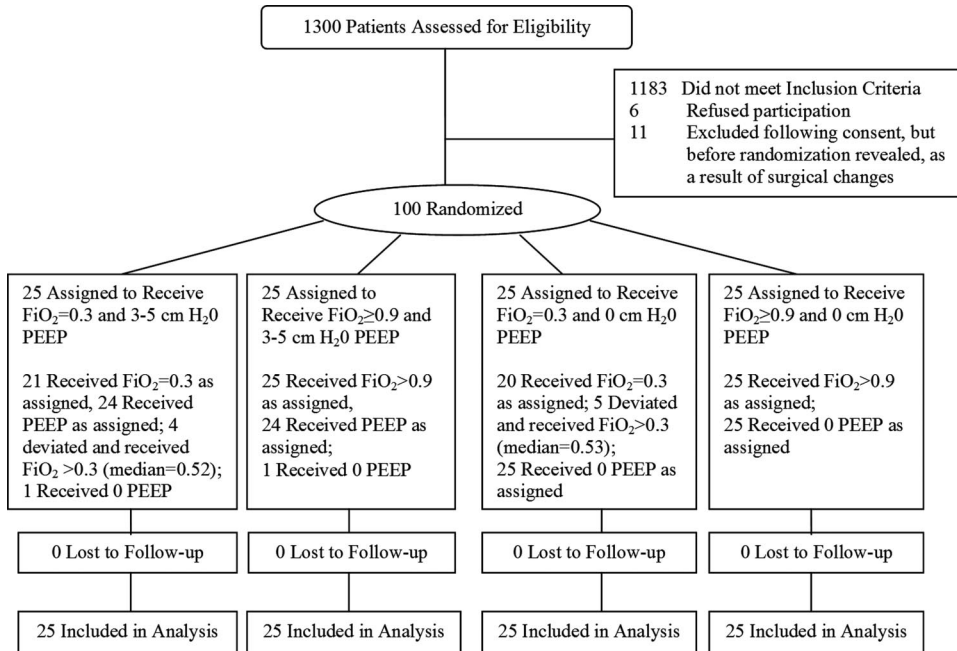 1300 Patients Assessed for Eligibility
1183 Did not meet Inclusion Criteria
6 Refused participation
11 Excluded following consent, but
before randomization revealed, as
a result of surgical changes
100 Randomized
25 Assigned to Receive
FiO₂=0.3 and 3-5 cm H₂0
PEEP
21 Received FiO₂=0.3 as
assigned, 24 Received
PEEP as assigned; 4
deviated and received
FiO₂ >0.3 (median=0.52);
1 Received 0 PEEP
25 Assigned to
Receive FiO₂≥0.9 and
3-5 cm H₂0 PEEP
25 Received FiO₂>0.9
as assigned,
24 Received PEEP as
assigned;
1 Received 0 PEEP
25 Assigned to Receive
FiO₂=0.3 and 0 cm H₂0
PEEP
20 Received FiO₂=0.3
as assigned; 5 Deviated
and received FiO₂>0.3
(median=0.53);
25 Received 0 PEEP as
assigned
25 Assigned to Receive
FiO₂≥0.9 and 0 cm H₂0
PEEP
25 Received FiO₂>0.9
as assigned;
25 Received 0 PEEP as
assigned
0 Lost to Follow-up
0 Lost to Follow-up
0 Lost to Follow-up
0 Lost to Follow-up
25 Included in Analysis
25 Included in Analysis
25 Included in Analysis
25 Included in Analysis